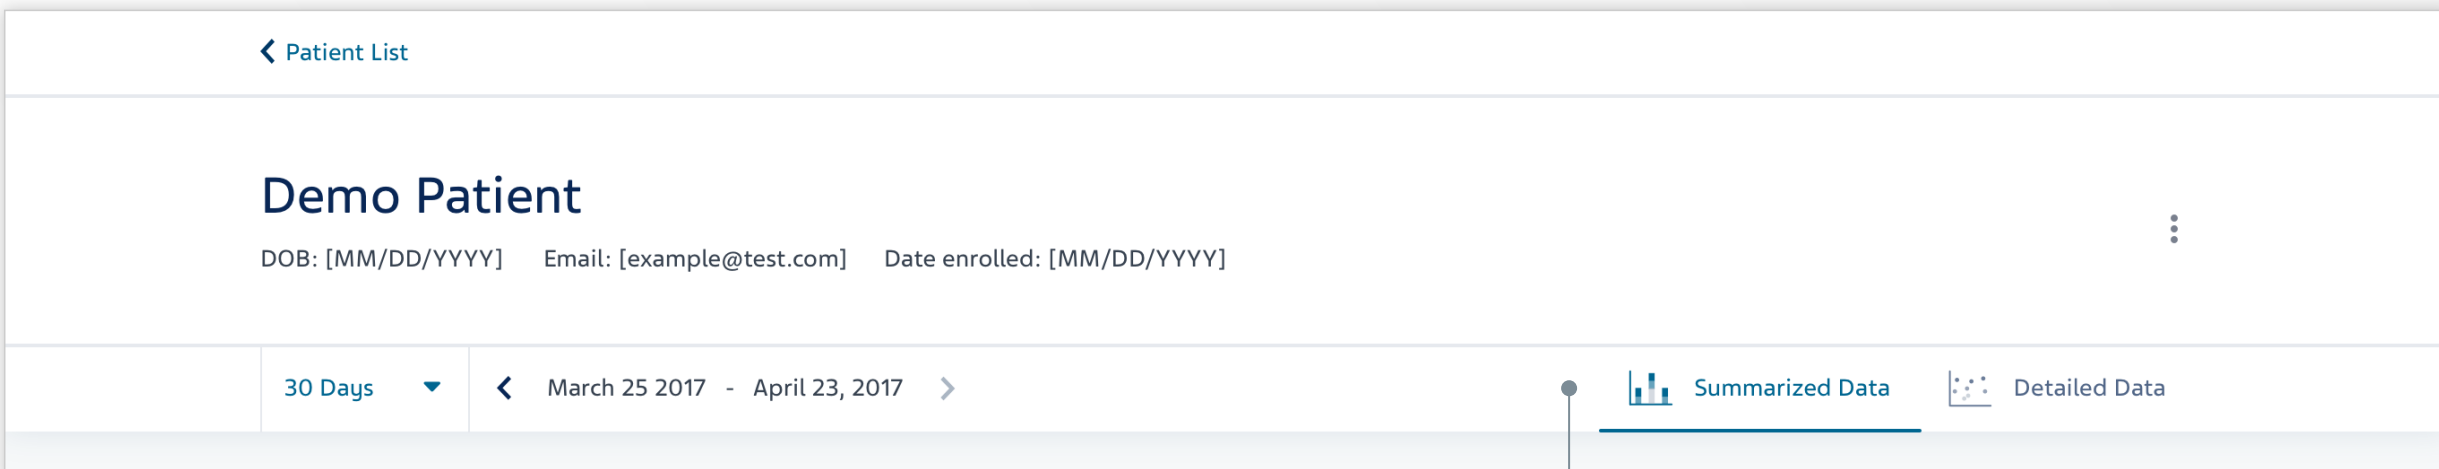 Patient List
Demo Patient
DOB: [MM/DD/YYYY] Email: [example@test.com] Date enrolled: [MM/DD/YYYY]
30 Days March 25 2017 - April 23, 2017 Summarized Data Detailed Data